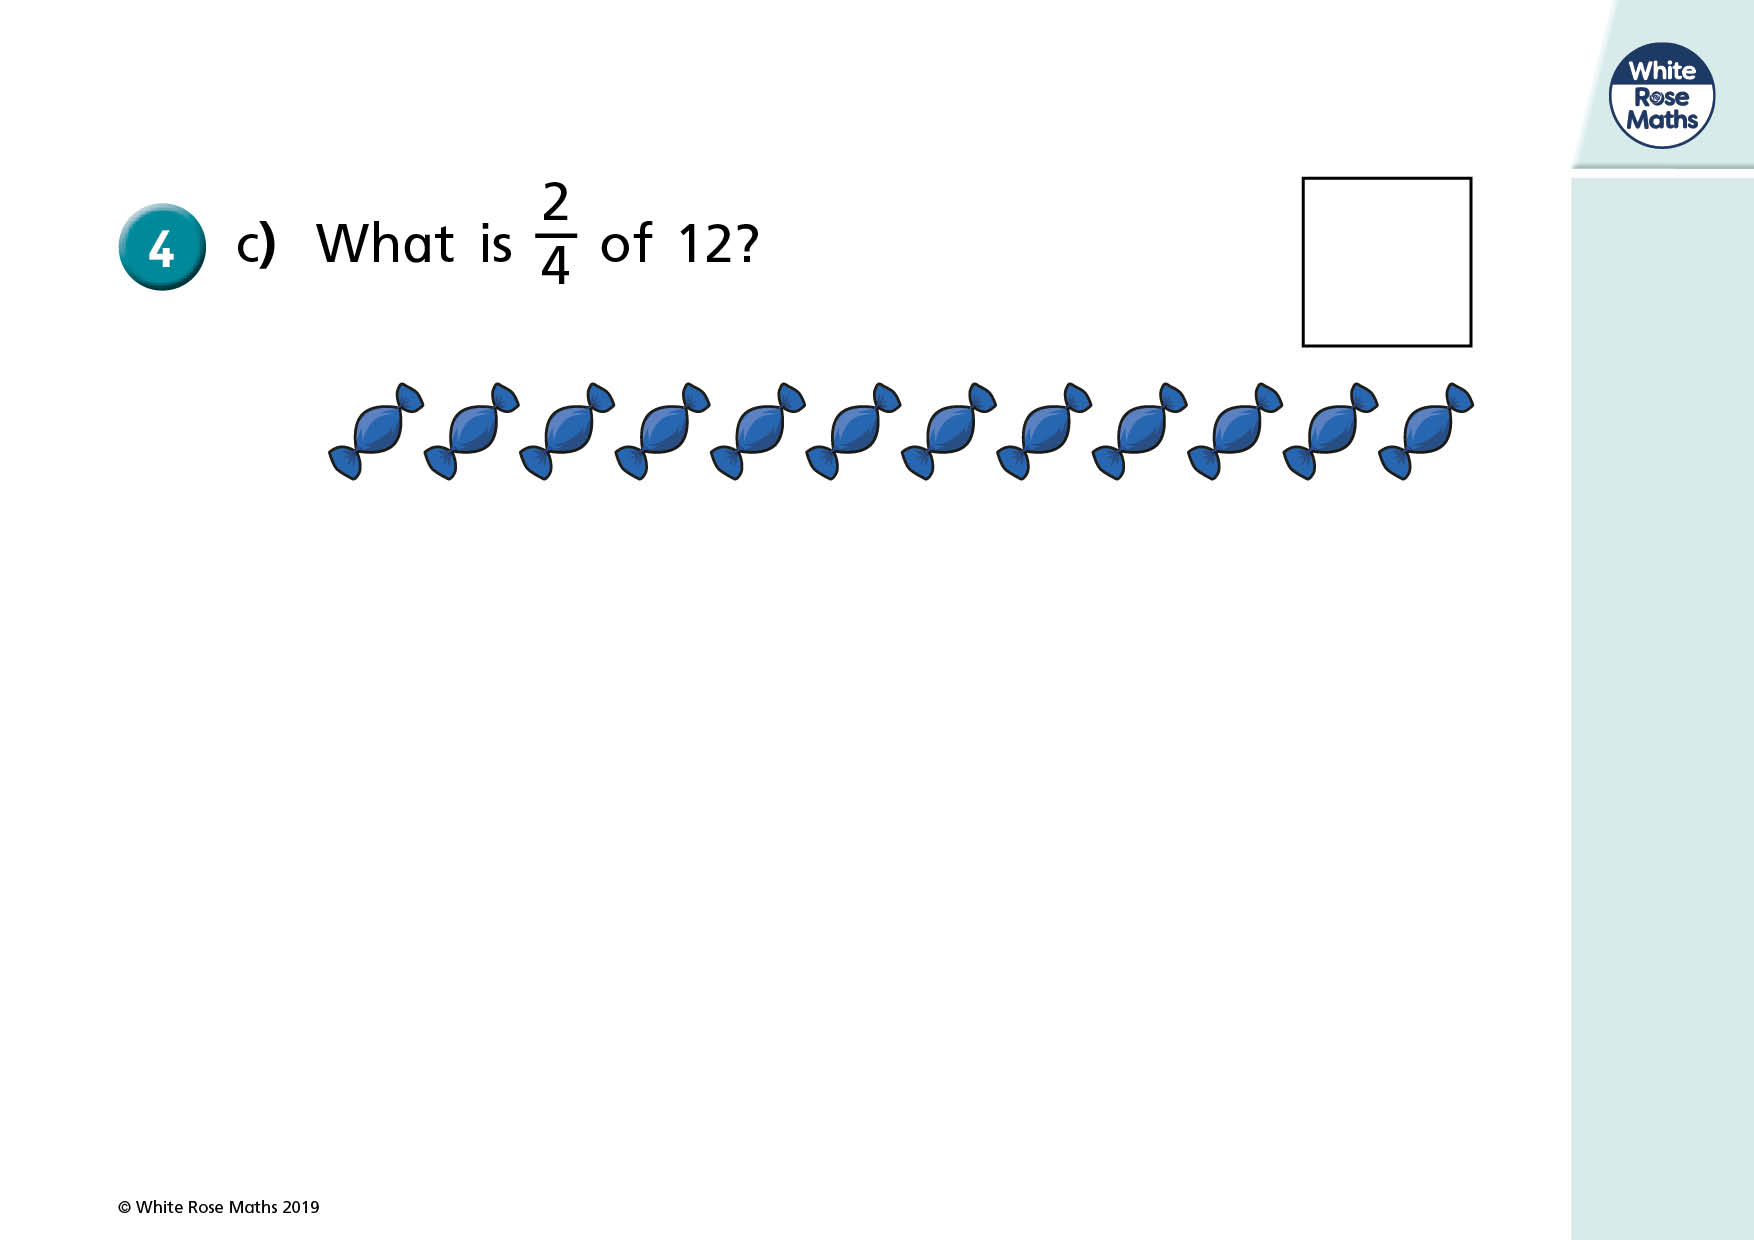 White
Rose
Maths
4 c) What is 2/4 of 12?
© White Rose Maths 2019